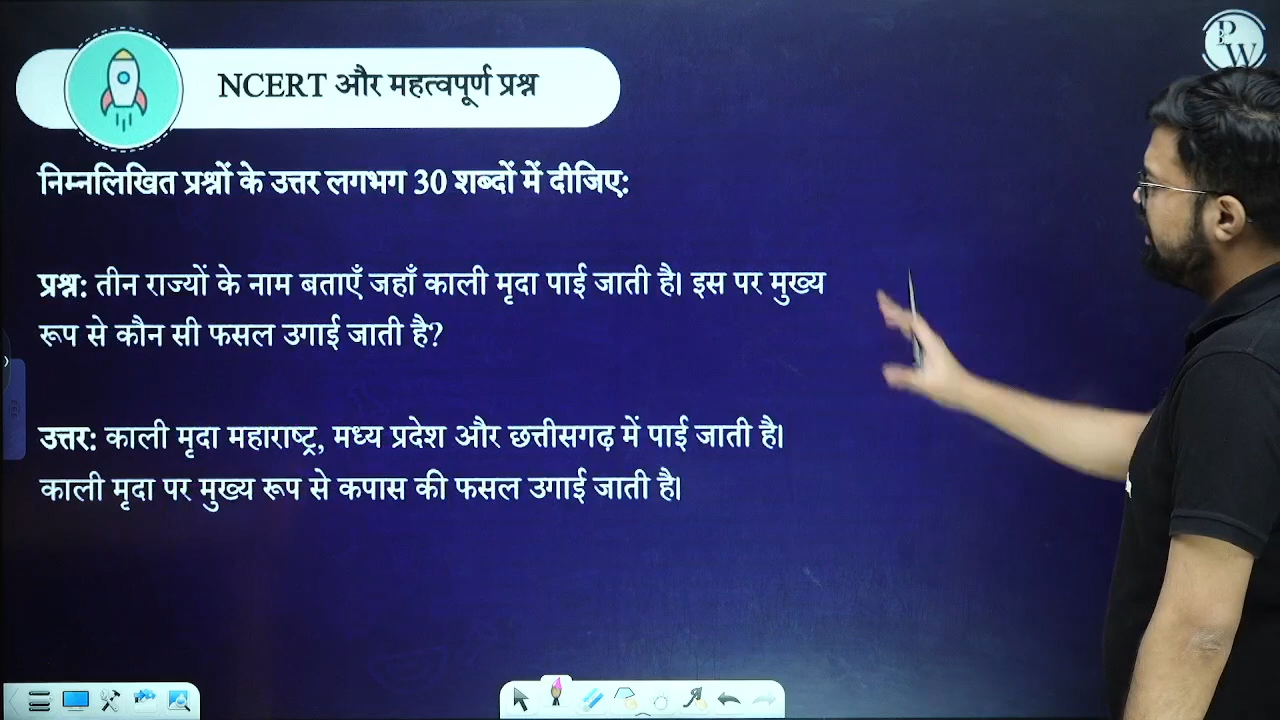 PW
NCERT और महत्वपूर्ण प्रश्न
निम्नलिखित प्रश्नों के उत्तर लगभग 30 शब्दों में दीजिए:
प्रश्न: तीन राज्यों के नाम बताएँ जहाँ काली मृदा पाई जाती है। इस पर मुख्य
रूप से कौन सी फसल उगाई जाती है?
उत्तर: काली मृदा महाराष्ट्र, मध्य प्रदेश और छत्तीसगढ़ में पाई जाती है।
काली मृदा पर मुख्य रूप से कपास की फसल उगाई जाती है।